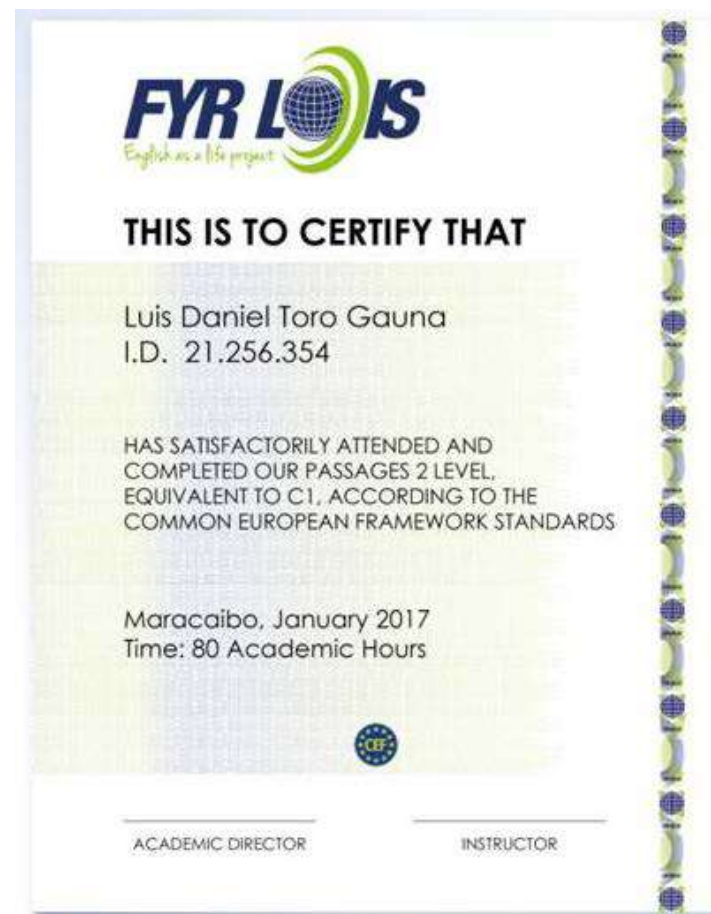 FYR LOIS
English as a life project
THIS IS TO CERTIFY THAT
Luis Daniel Toro Gauna
I.D. 21.256.354
HAS SATISFACTORILY ATTENDED AND
COMPLETED OUR PASSAGES 2 LEVEL,
EQUIVALENT TO C1, ACCORDING TO THE
COMMON EUROPEAN FRAMEWORK STANDARDS
Maracaibo, January 2017
Time: 80 Academic Hours
CEF
ACADEMIC DIRECTOR
INSTRUCTOR